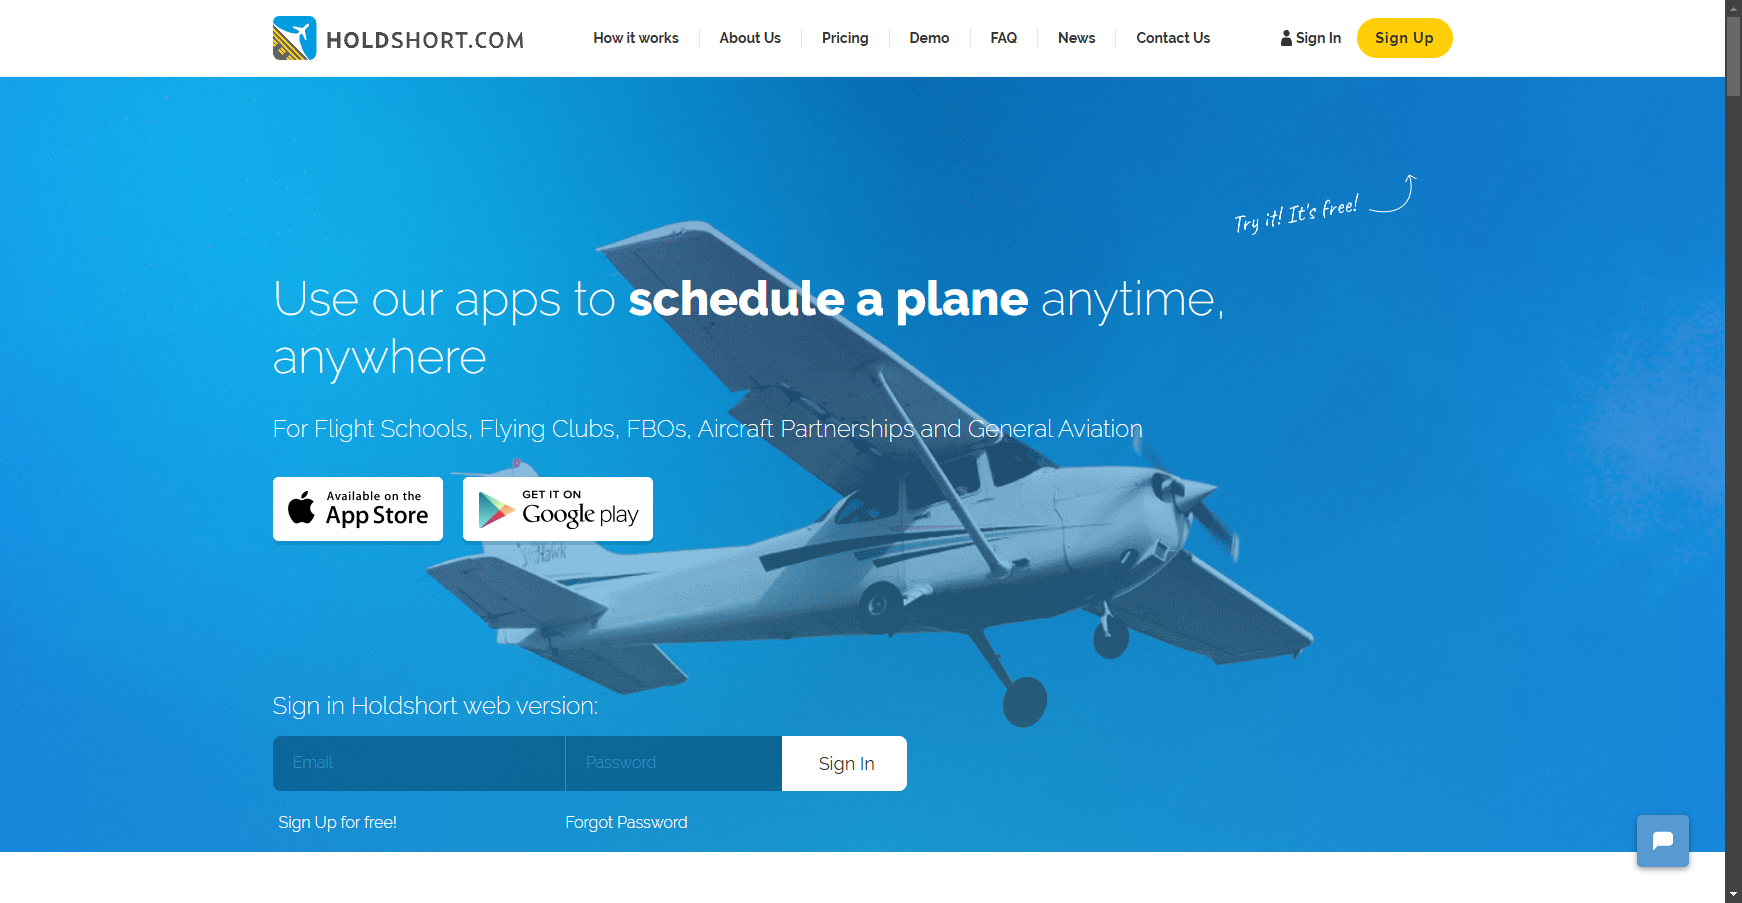 HOLDSHORT.COM
How it works
About Us
Pricing
Demo
FAQ
News
Contact Us
Sign In
Sign Up
Try it! It's free!
Use our apps to schedule a plane anytime,
anywhere
For Flight Schools, Flying Clubs, FBOs, Aircraft Partnerships and General Aviation
Available on the
App Store
GET IT ON
Google play
Sign in Holdshort web version:
Email
Password
Sign In
Sign Up for free!
Forgot Password